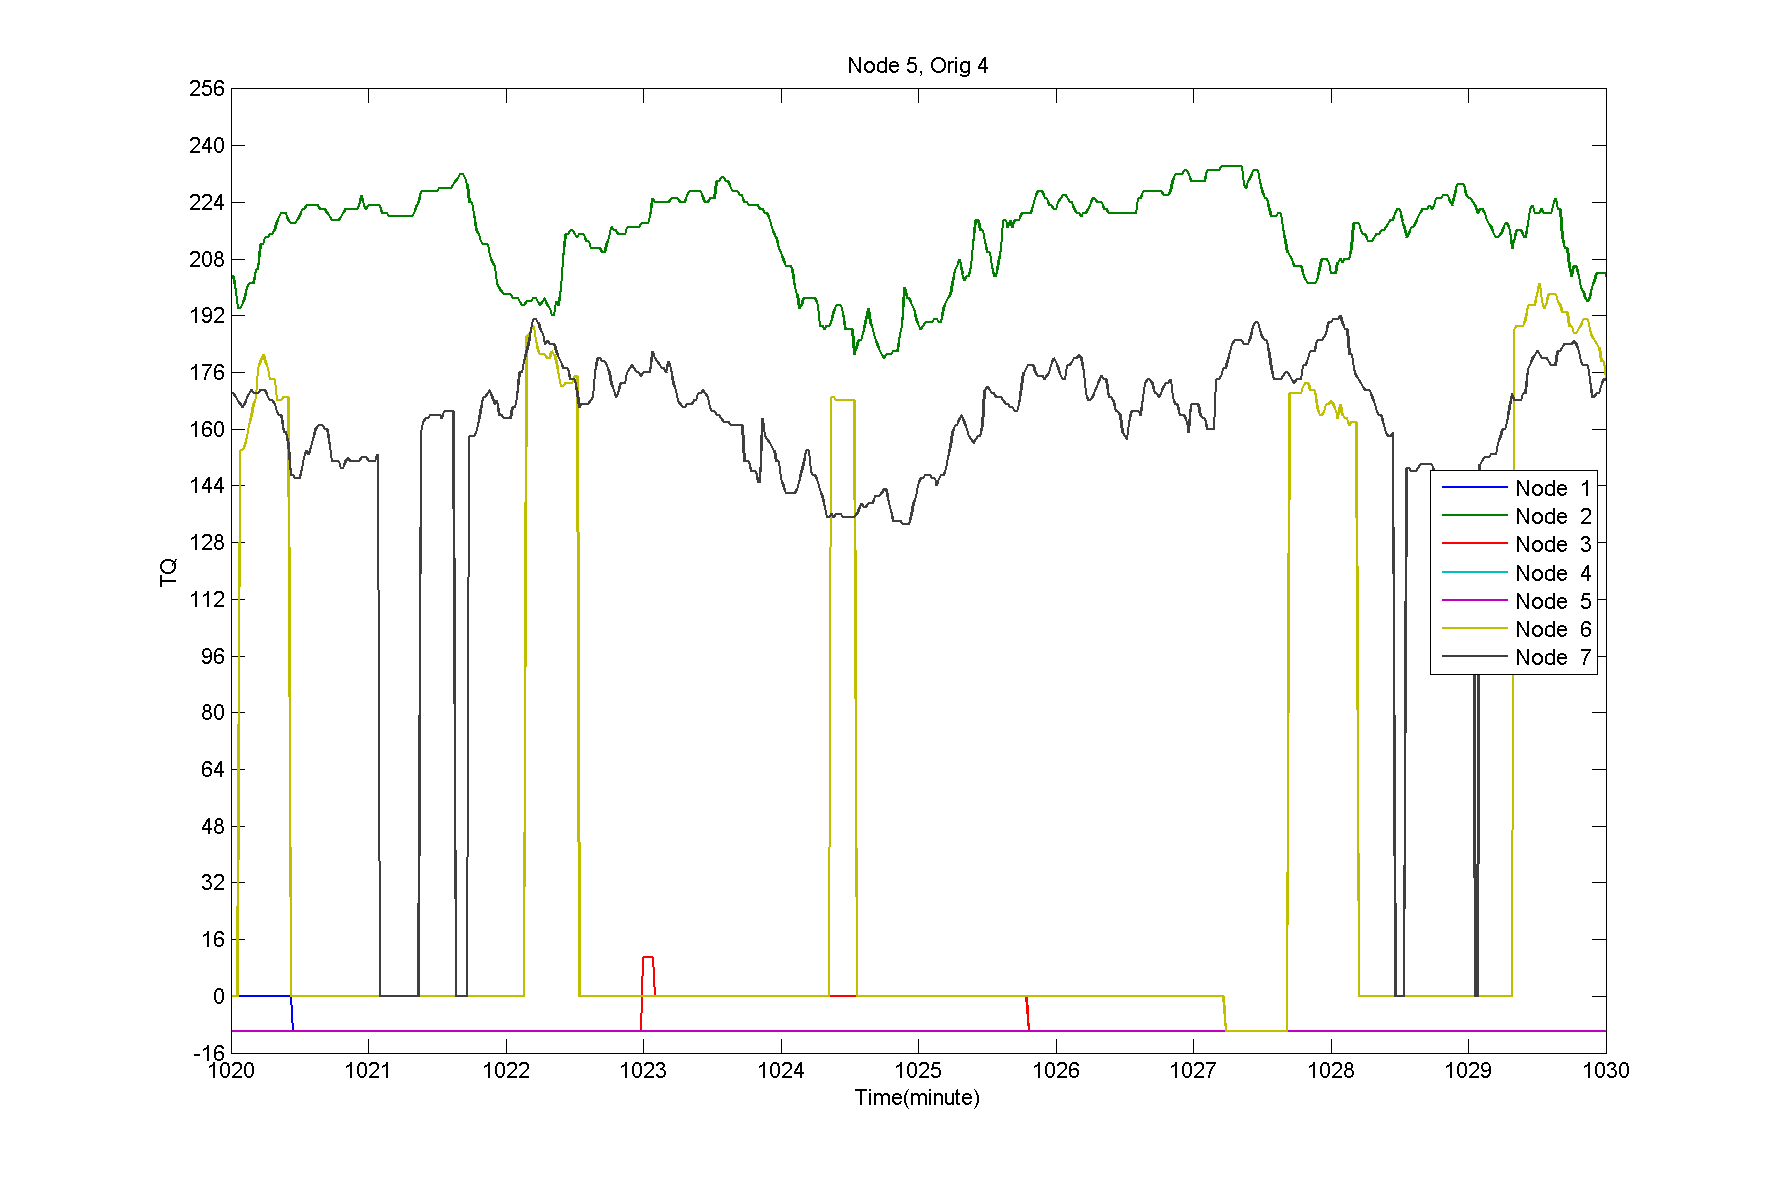 Node 5, Orig 4
256
240
224
208
192
176
160
144
128
112
96
80
64
48
32
16
0
-16
TQ
Node 1
Node 2
Node 3
Node 4
Node 5
Node 6
Node 7
1020 1021 1022 1023 1024 1025 1026 1027 1028 1029 1030
Time(minute)